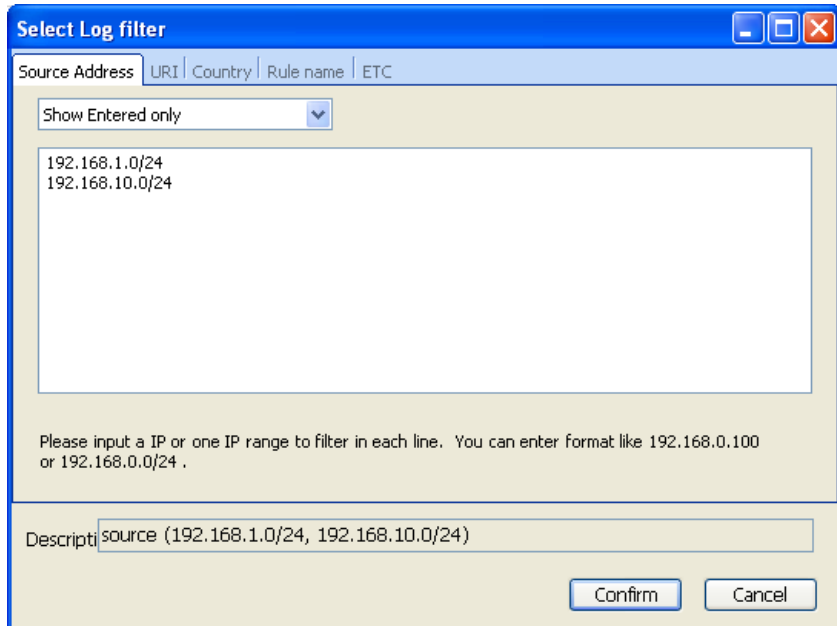 Select Log filter
Source Address URI Country Rule name ETC
Show Entered only
192.168.1.0/24
192.168.10.0/24
Please input a IP or one IP range to filter in each line. You can enter format like 192.168.0.100
or 192.168.0.0/24 .
Descripti source (192.168.1.0/24, 192.168.10.0/24)
Confirm Cancel